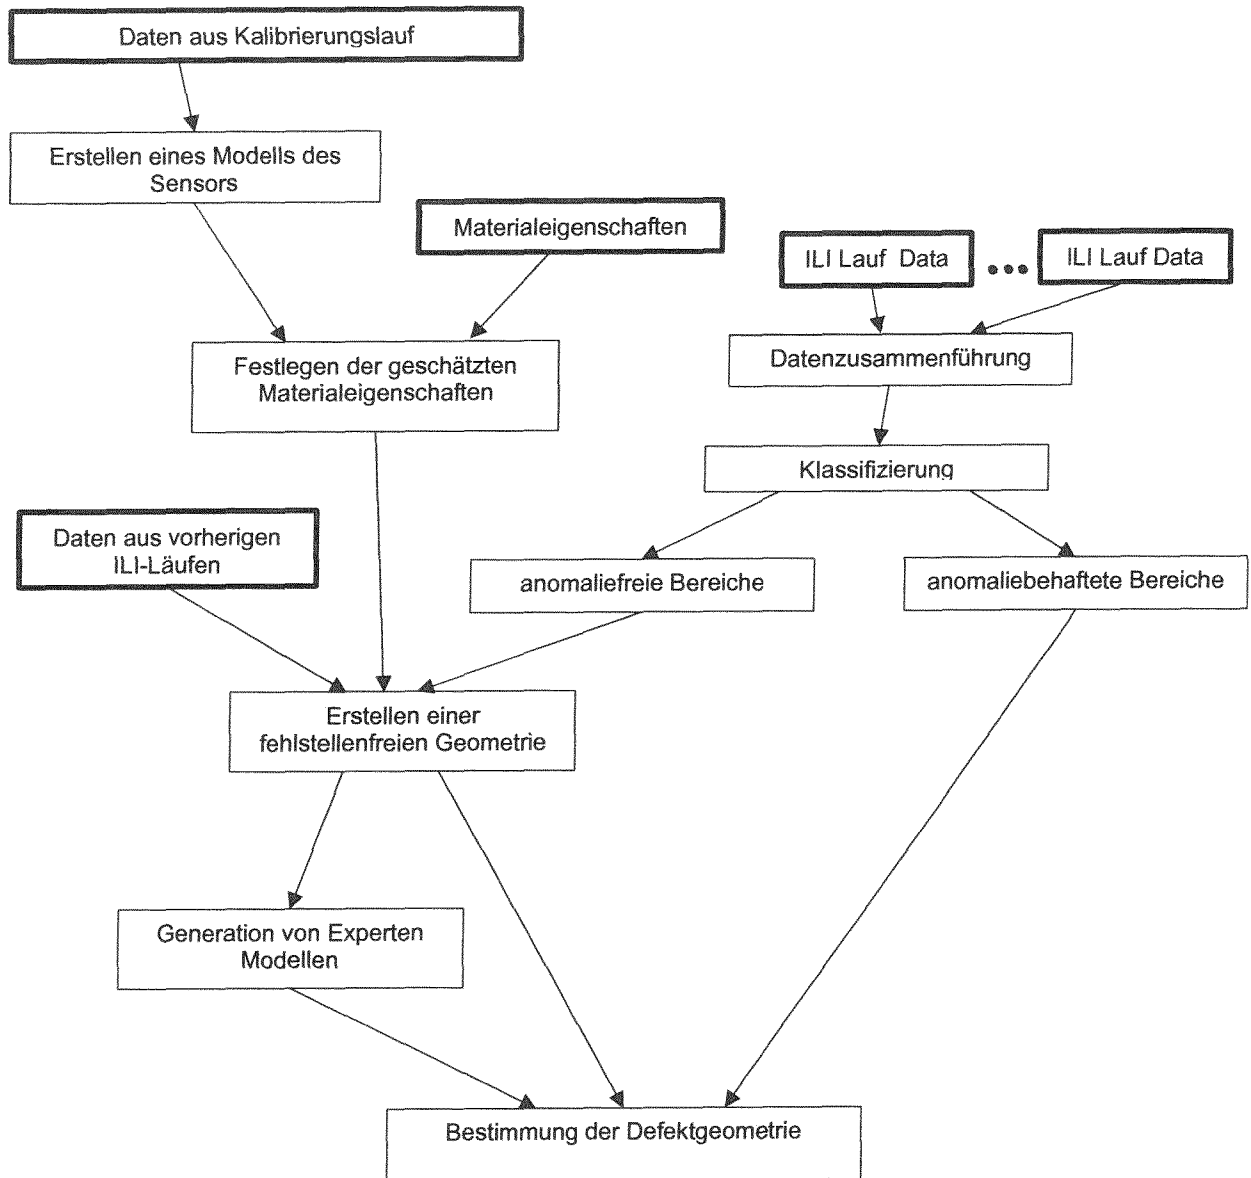 Daten aus Kalibrierungslauf
Erstellen eines Modells des
Sensors
Materialeigenschaften
ILI Lauf Data
ILI Lauf Data
Festlegen der geschätzten
Materialeigenschaften
Datenzusammenführung
Klassifizierung
Daten aus vorherigen
ILI-Läufen
anomaliefreie Bereiche
anomaliebehaftete Bereiche
Erstellen einer
fehlstellenfreien Geometrie
Generation von Experten
Modellen
Bestimmung der Defektgeometrie